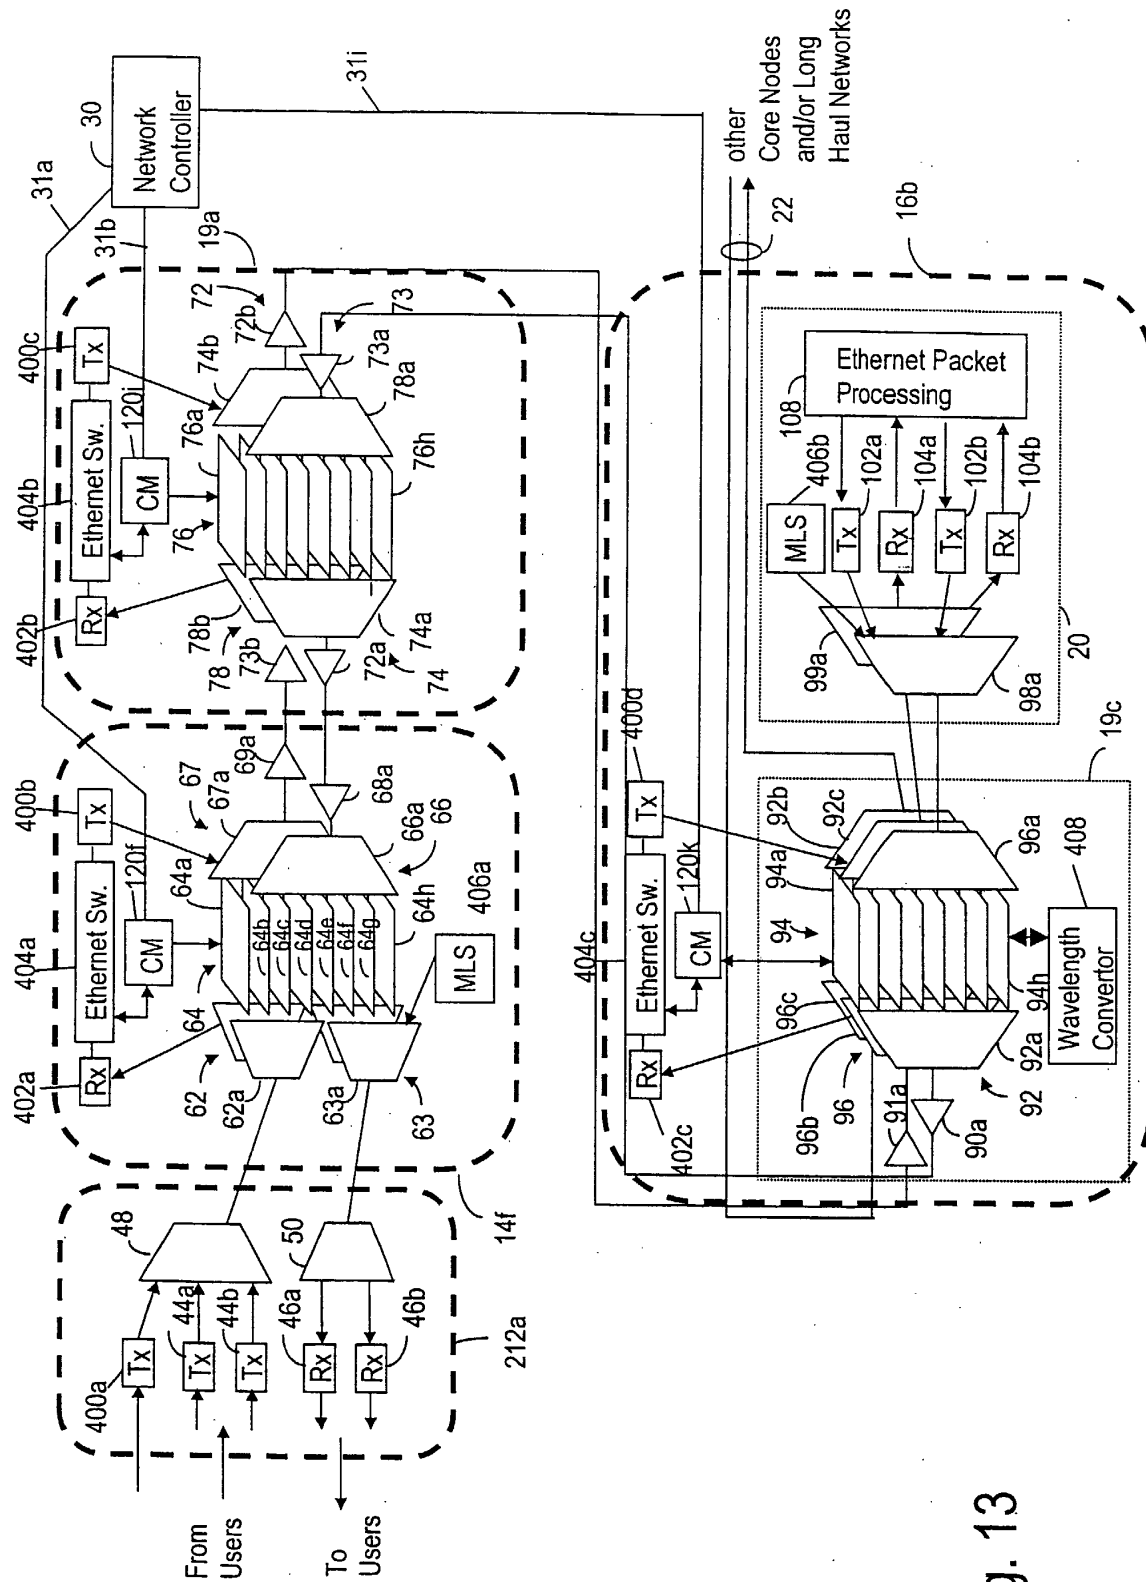 31a
30
Network
Controller
31b
31i
400c
Tx
404b
Ethernet Sw.
120i
CM
402b
Rx
19a
72
72b
74b
76a
76
73
73a
78a
76h
78b
78
73b
74a
72a
74
400b
Tx
404a
Ethernet Sw.
120f
CM
402a
Rx
67
67a
69a
64a
64
64b
64c
64d
64e
64f
64g
64h
68a
66
66a
406a
MLS
62
62a
63a
63
14f
48
50
400a
Tx
44a
Tx
44b
Tx
46a
Rx
46b
Rx
212a
From
Users
To
Users
other
Core Nodes
and/or Long
Haul Networks
22
16b
108
Ethernet Packet
Processing
406b
MLS
102a
Tx
104a
Rx
102b
Tx
104b
Rx
99a
98a
20
400d
Tx
404c
Ethernet Sw.
120k
CM
402c
Rx
19c
92b
92c
94a
94
96a
94h
408
Wavelength
Convertor
96c
96b
96
92a
92
91a
90a
g. 13